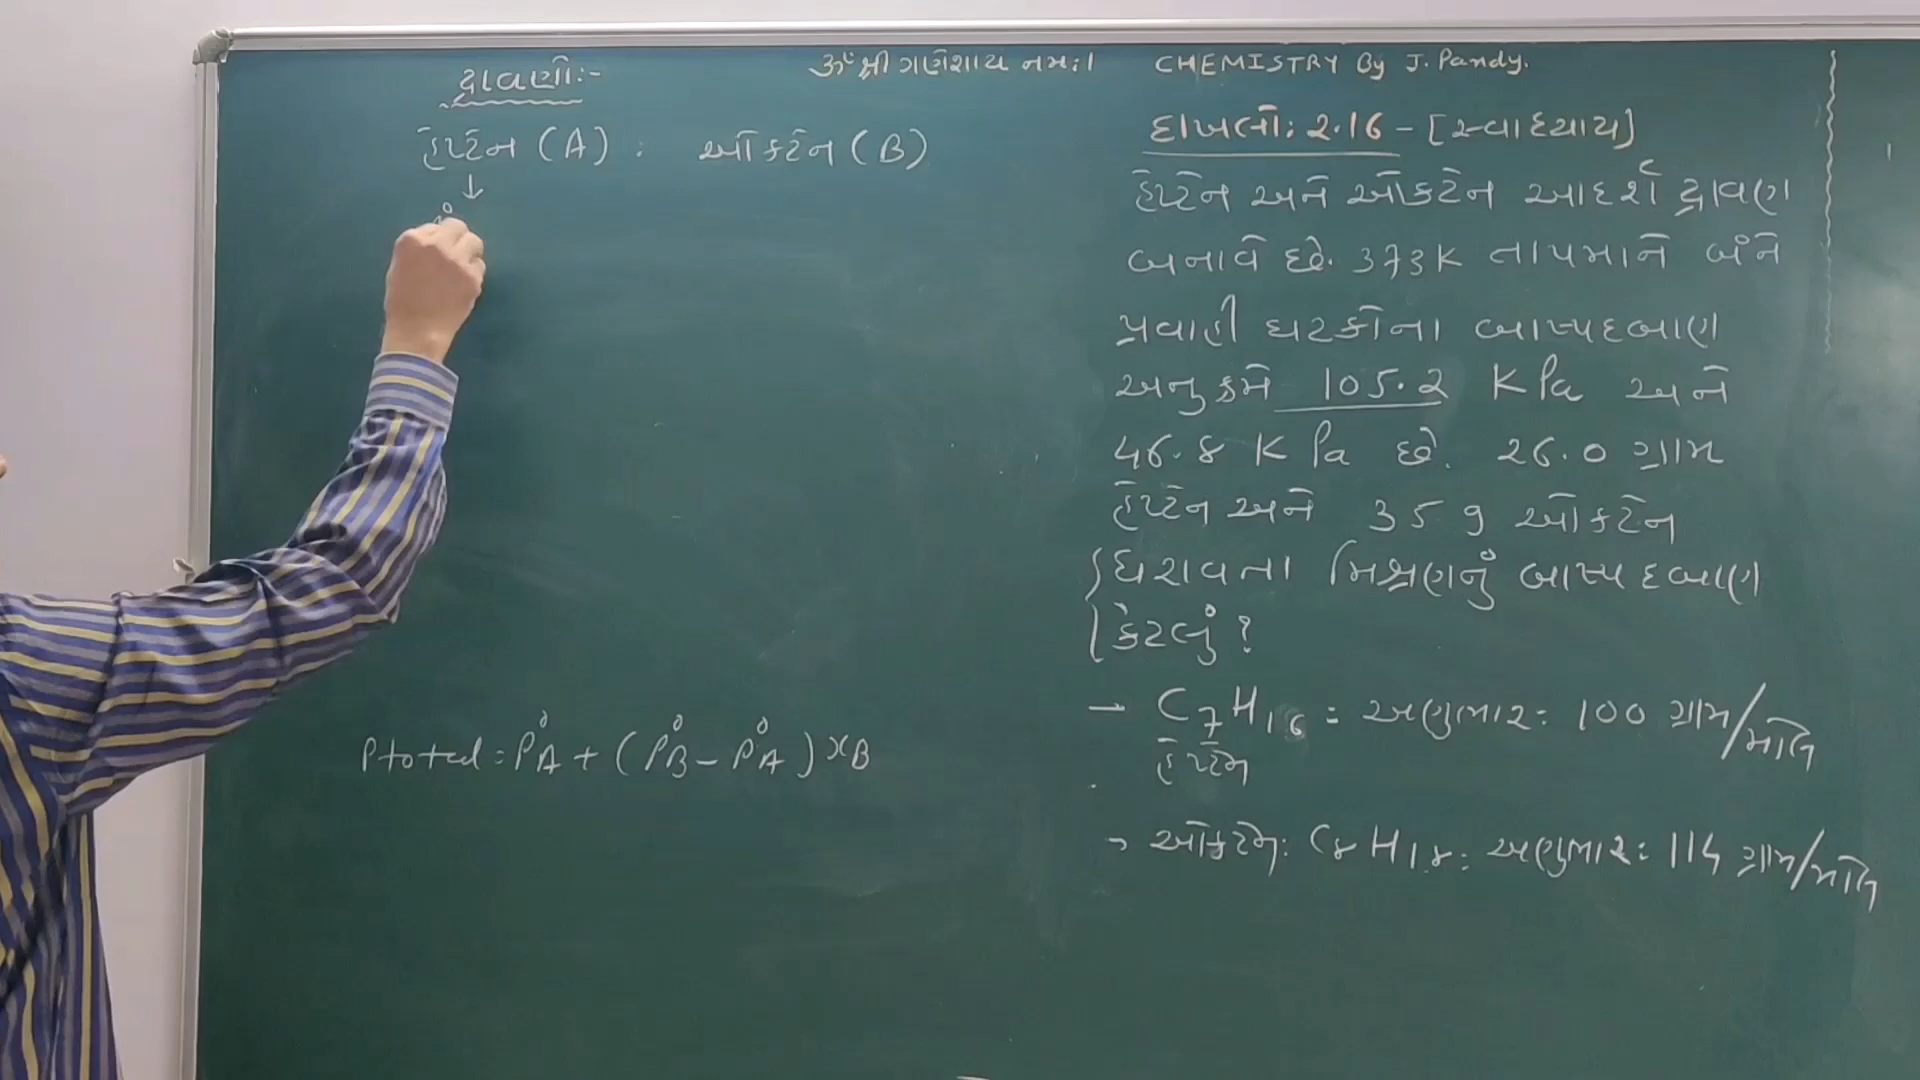 ૐ શ્રી ગણેશાય નમઃ।
CHEMISTRY By J. Pandy.
દ્રાવણો:-
હેપ્ટેન (A) : ઓક્ટેન (B)
↓
Ptotal = P°A + (P°B - P°A) xB
દાખલો: 2.16 - [સ્વાધ્યાય]
હેપ્ટેન અને ઓક્ટેન આદર્શ દ્રાવણ
બનાવે છે. 373K તાપમાને બંને
પ્રવાહી ઘટકોના બાષ્પદબાણ
અનુક્રમે 105.2 KPa અને
46.8 KPa છે. 26.0 ગ્રામ
હેપ્ટેન અને 35 g ઓક્ટેન
ધરાવતા મિશ્રણનું બાષ્પ દબાણ
કેટલું?
→ C7H16 = અણુભાર = 100 ગ્રામ/મોલ
હેપ્ટેન
→ ઓક્ટેન: C8H18 = અણુભાર = 114 ગ્રામ/મોલ